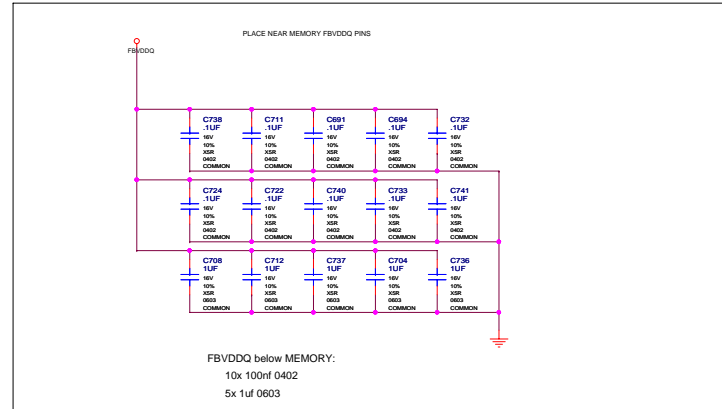 PLACE NEAR MEMORY FBVDDQ PINS
FBVDDQ
C738 C711 C691 C694 C732
.1UF .1UF .1UF .1UF .1UF
16V 16V 16V 16V 16V
10% 10% 10% 10% 10%
X5R X5R X5R X5R X5R
0402 0402 0402 0402 0402
COMMON COMMON COMMON COMMON COMMON
C724 C722 C740 C733 C741
.1UF .1UF .1UF .1UF .1UF
16V 16V 16V 16V 16V
10% 10% 10% 10% 10%
X5R X5R X5R X5R X5R
0402 0402 0402 0402 0402
COMMON COMMON COMMON COMMON COMMON
C708 C712 C737 C704 C736
1UF 1UF 1UF 1UF 1UF
16V 16V 16V 16V 16V
10% 10% 10% 10% 10%
X5R X5R X5R X5R X5R
0603 0603 0603 0603 0603
COMMON COMMON COMMON COMMON COMMON
FBVDDQ below MEMORY:
10x 100nf 0402
5x 1uf 0603